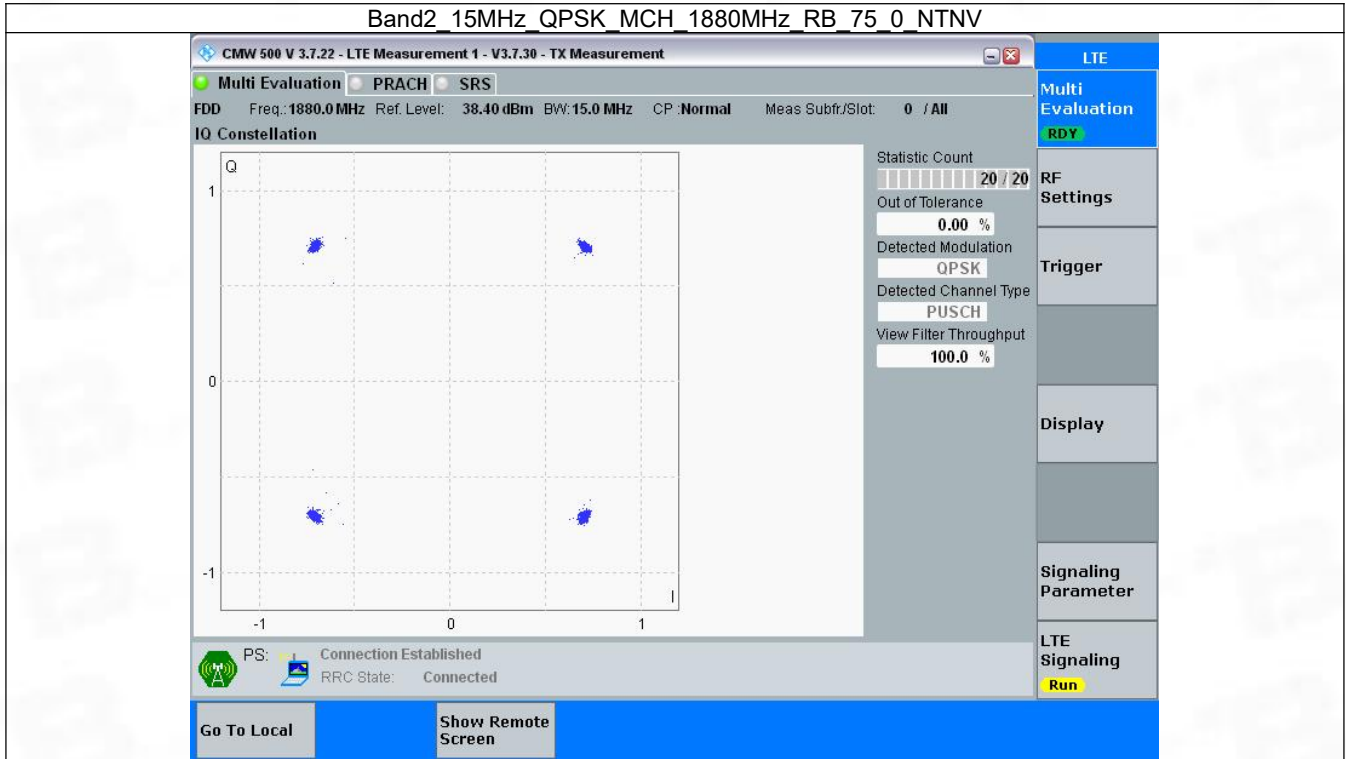 Band2_15MHz_QPSK_MCH_1880MHz_RB_75_0_NTNV
CMW 500 V 3.7.22 - LTE Measurement 1 - V3.7.30 - TX Measurement
LTE
Multi Evaluation PRACH SRS
Multi
Evaluation
RDY
FDD Freq.: 1880.0 MHz Ref. Level: 38.40 dBm BW: 15.0 MHz CP : Normal Meas Subfr./Slot: 0 / All
IQ Constellation
Q
1
0
-1
I
-1 0 1
Statistic Count
20 / 20
Out of Tolerance
0.00 %
Detected Modulation
QPSK
Detected Channel Type
PUSCH
View Filter Throughput
100.0 %
RF
Settings
Trigger
Display
Signaling
Parameter
LTE
Signaling
Run
PS: Connection Established
RRC State: Connected
Go To Local
Show Remote
Screen